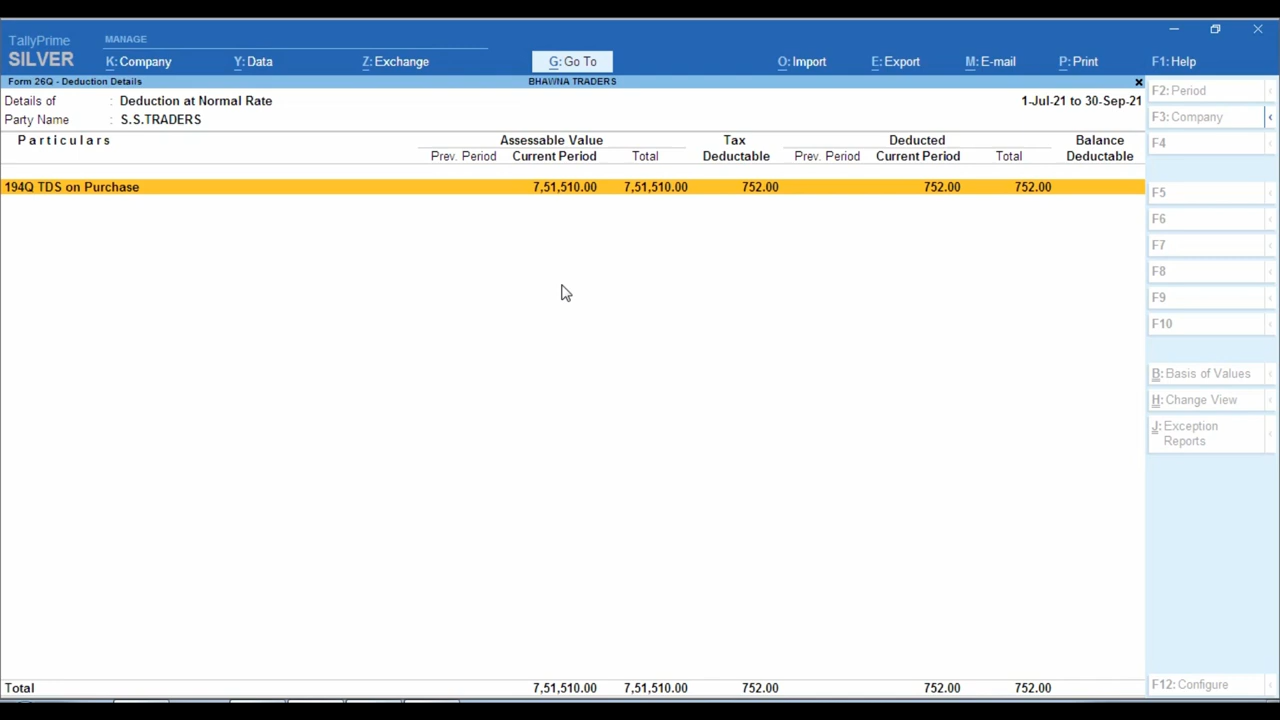 TallyPrime
SILVER
MANAGE
K: Company Y: Data Z: Exchange G: Go To O: Import E: Export M: E-mail P: Print F1: Help
Form 26Q - Deduction Details BHAWNA TRADERS
Details of : Deduction at Normal Rate 1-Jul-21 to 30-Sep-21
Party Name : S.S.TRADERS
Particulars Assessable Value Tax Deducted Balance
Prev. Period Current Period Total Deductable Prev. Period Current Period Total Deductable
194Q TDS on Purchase 7,51,510.00 7,51,510.00 752.00 752.00 752.00
Total 7,51,510.00 7,51,510.00 752.00 752.00 752.00
F2: Period
F3: Company
F4
F5
F6
F7
F8
F9
F10
B: Basis of Values
H: Change View
J: Exception
Reports
F12: Configure